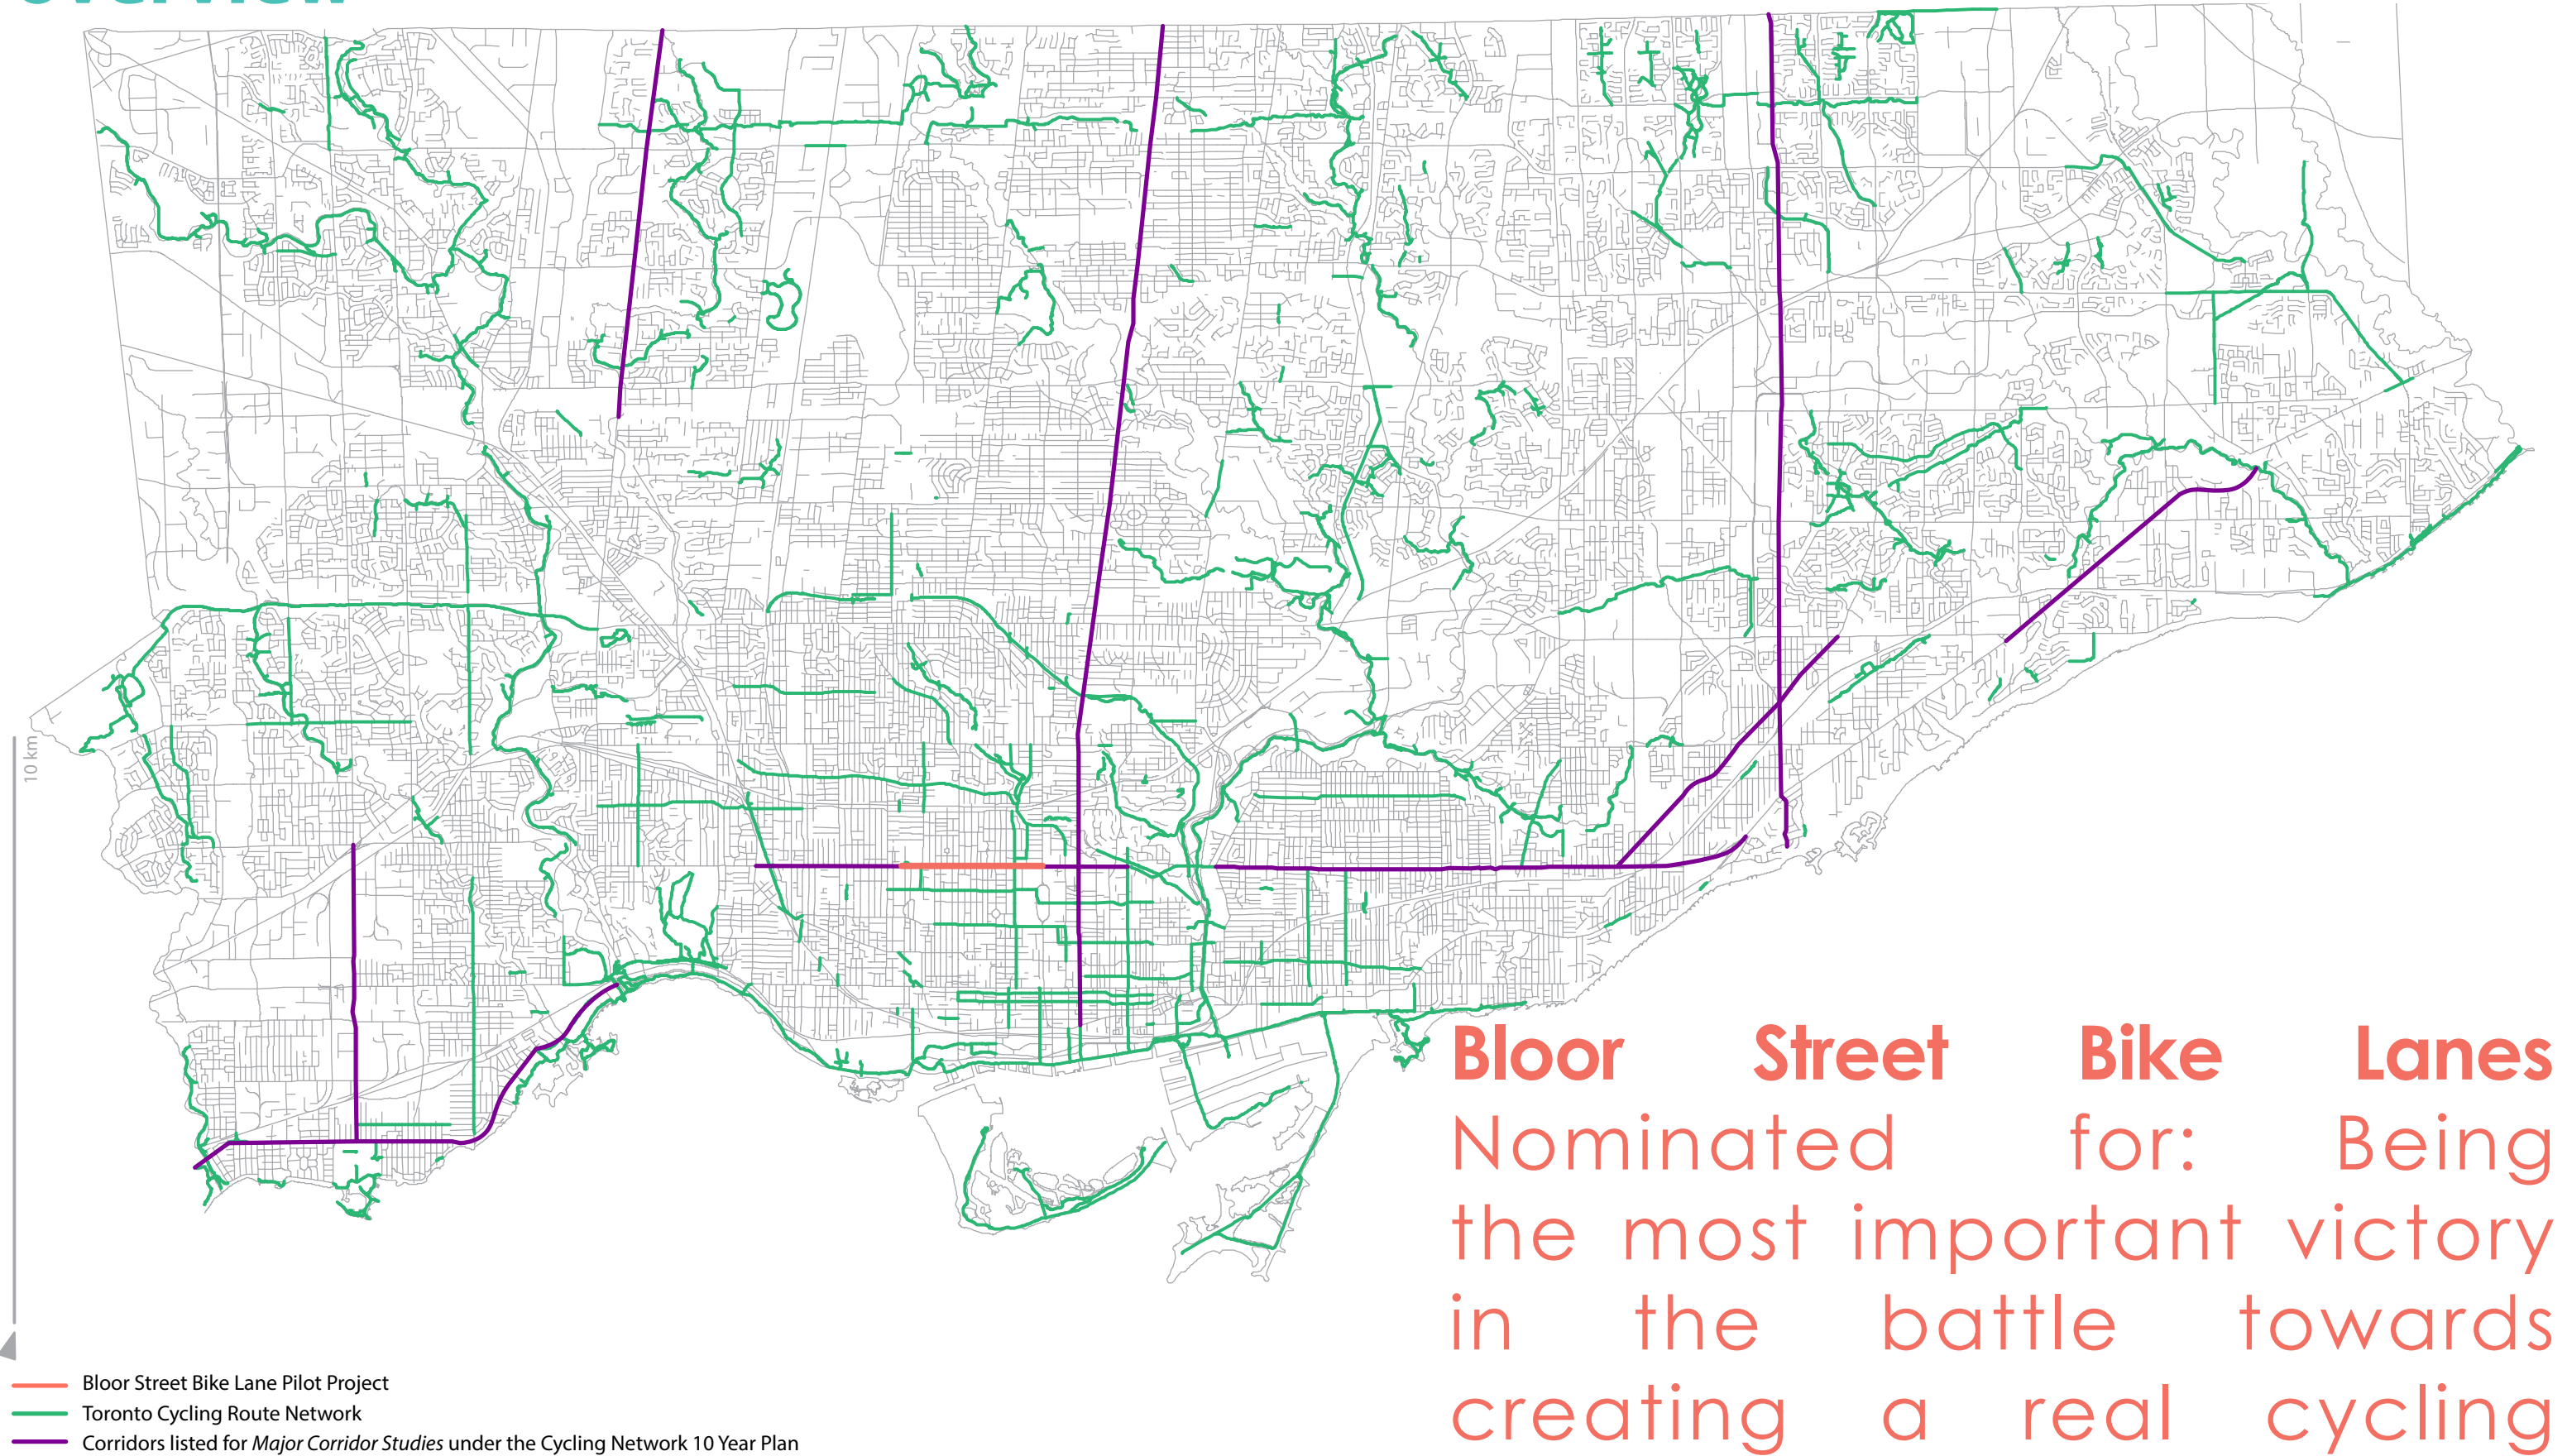 overview
10 km
Bloor Street Bike Lanes
Nominated for: Being
the most important victory
in the battle towards
creating a real cycling
Bloor Street Bike Lane Pilot Project
Toronto Cycling Route Network
Corridors listed for Major Corridor Studies under the Cycling Network 10 Year Plan